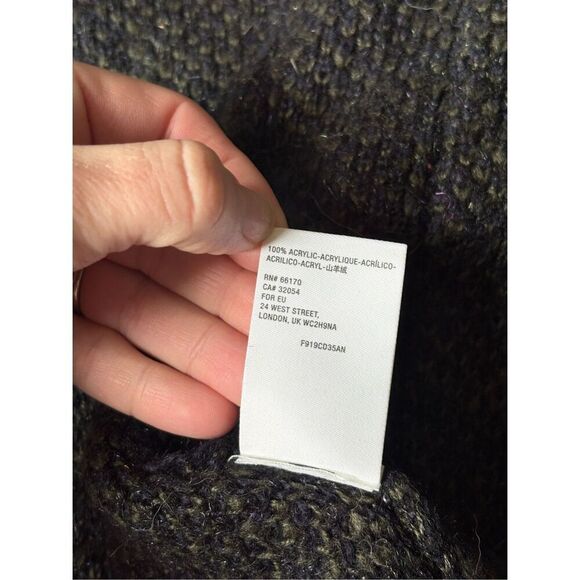 100% ACRYLIC-ACRYLIQUE-ACRÍLICO-
ACRILICO-ACRYL-山羊绒
RN# 66170
CA# 32054
FOR EU
24 WEST STREET,
LONDON, UK WC2H9NA
F919CD35AN